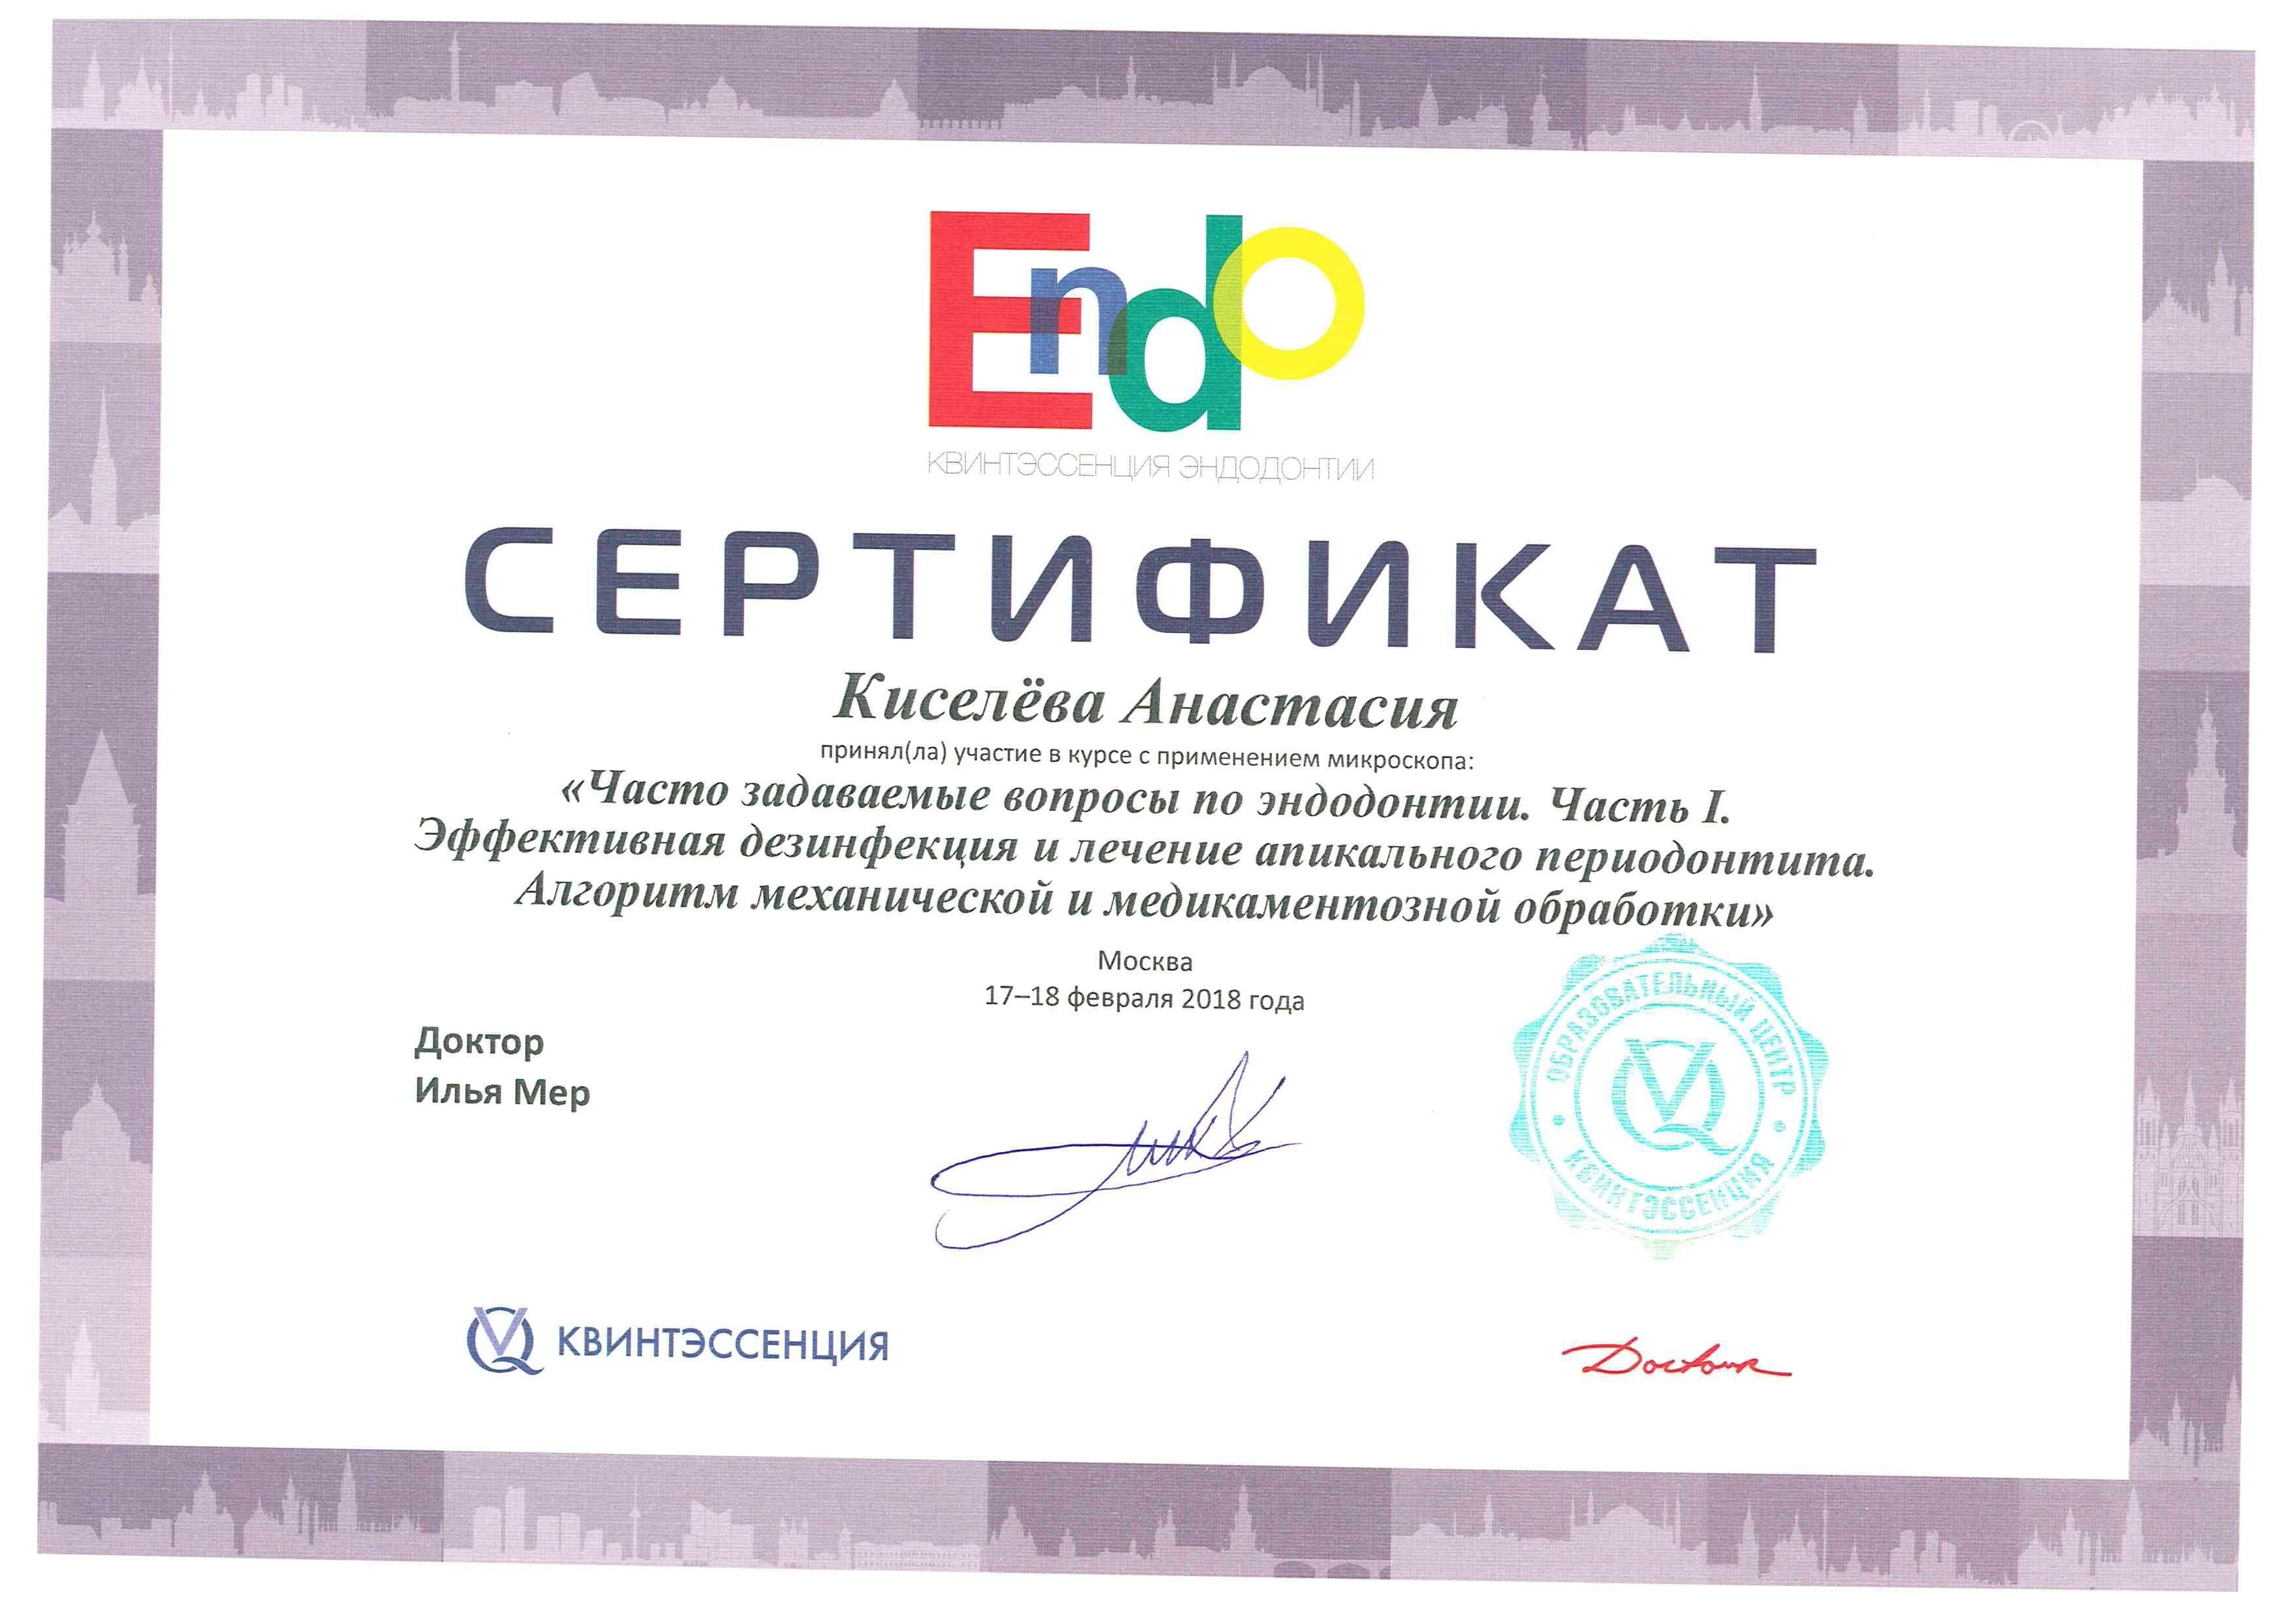 Endo
КВИНТЭССЕНЦИЯ ЭНДОДОНТИИ
СЕРТИФИКАТ
Киселёва Анастасия
принял(ла) участие в курсе с применением микроскопа:
«Часто задаваемые вопросы по эндодонтии. Часть I.
Эффективная дезинфекция и лечение апикального периодонтита.
Алгоритм механической и медикаментозной обработки»
Москва
17–18 февраля 2018 года
Доктор
Илья Мер
ОБРАЗОВАТЕЛЬНЫЙ ЦЕНТР
КВИНТЭССЕНЦИЯ
КВИНТЭССЕНЦИЯ
Doctour